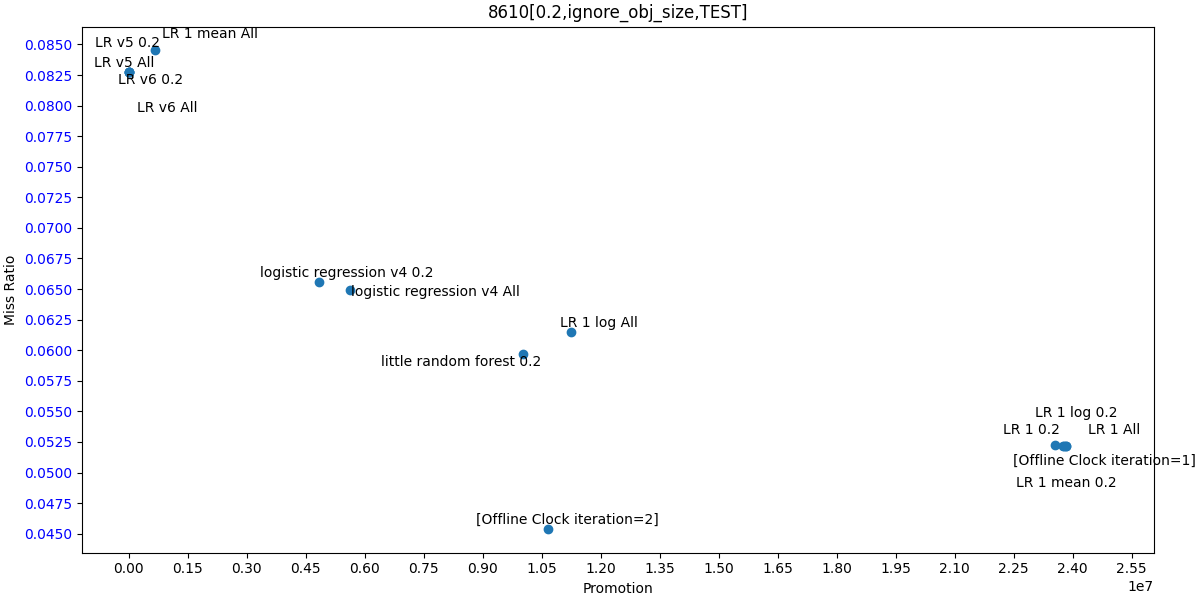 8610[0.2,ignore_obj_size,TEST]
LR 1 mean All
LR v5 0.2
LR v5 All
LR v6 0.2
LR v6 All
logistic regression v4 0.2
logistic regression v4 All
LR 1 log All
little random forest 0.2
LR 1 log 0.2
LR 1 0.2
LR 1 All
[Offline Clock iteration=1]
LR 1 mean 0.2
[Offline Clock iteration=2]
Miss Ratio
0.0850
0.0825
0.0800
0.0775
0.0750
0.0725
0.0700
0.0675
0.0650
0.0625
0.0600
0.0575
0.0550
0.0525
0.0500
0.0475
0.0450
0.00 0.15 0.30 0.45 0.60 0.75 0.90 1.05 1.20 1.35 1.50 1.65 1.80 1.95 2.10 2.25 2.40 2.55
1e7
Promotion